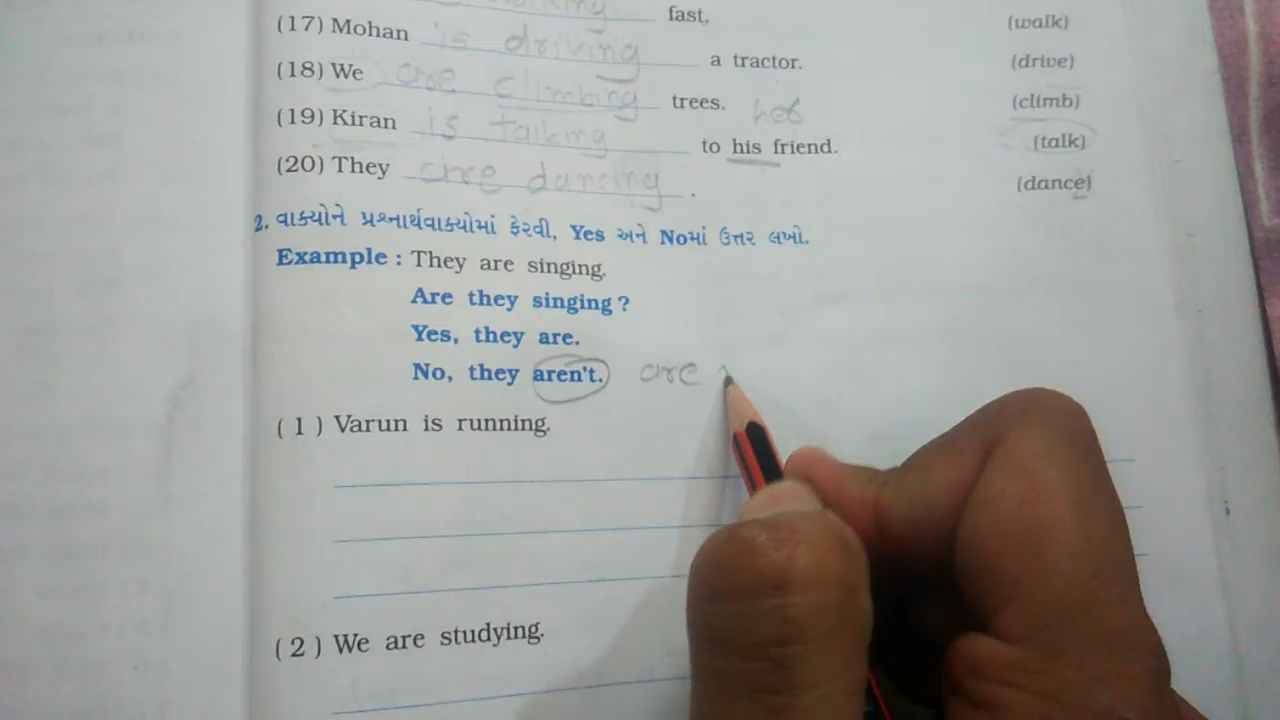 fast. (walk)
(17) Mohan is driving a tractor. (drive)
(18) We are climbing trees. (climb)
(19) Kiran is talking to his friend. (talk)
(20) They are dancing . (dance)
2. વાક્યોને પ્રશ્નાર્થવાક્યોમાં ફેરવી, Yes અને Noમાં ઉત્તર લખો.
Example : They are singing.
Are they singing ?
Yes, they are.
No, they aren't. are
( 1 ) Varun is running.
( 2 ) We are studying.